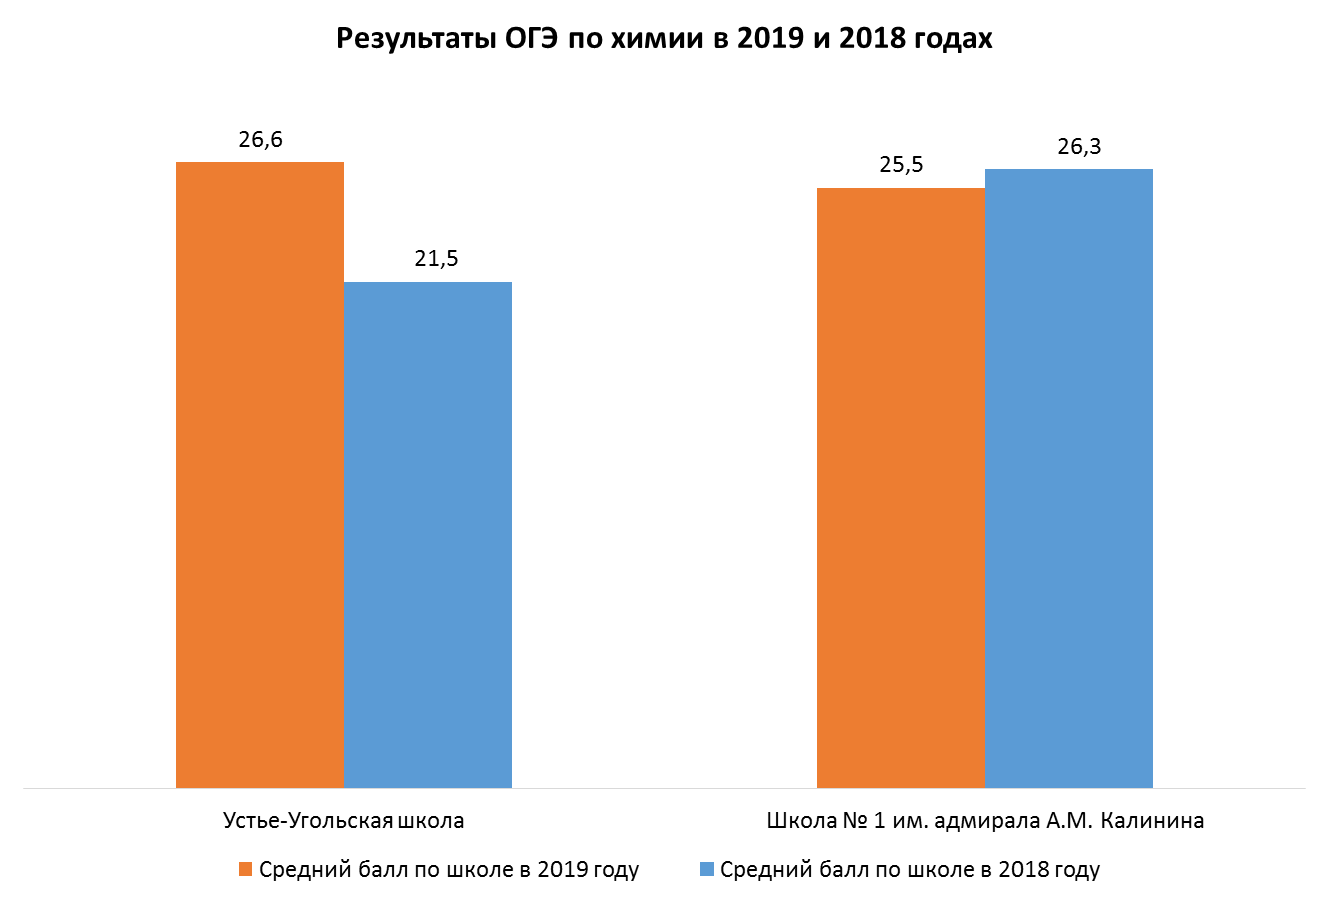 Результаты ОГЭ по химии в 2019 и 2018 годах
26,6
21,5
25,5
26,3
Устье-Угольская школа
Школа № 1 им. адмирала А.М. Калинина
Средний балл по школе в 2019 году
Средний балл по школе в 2018 году